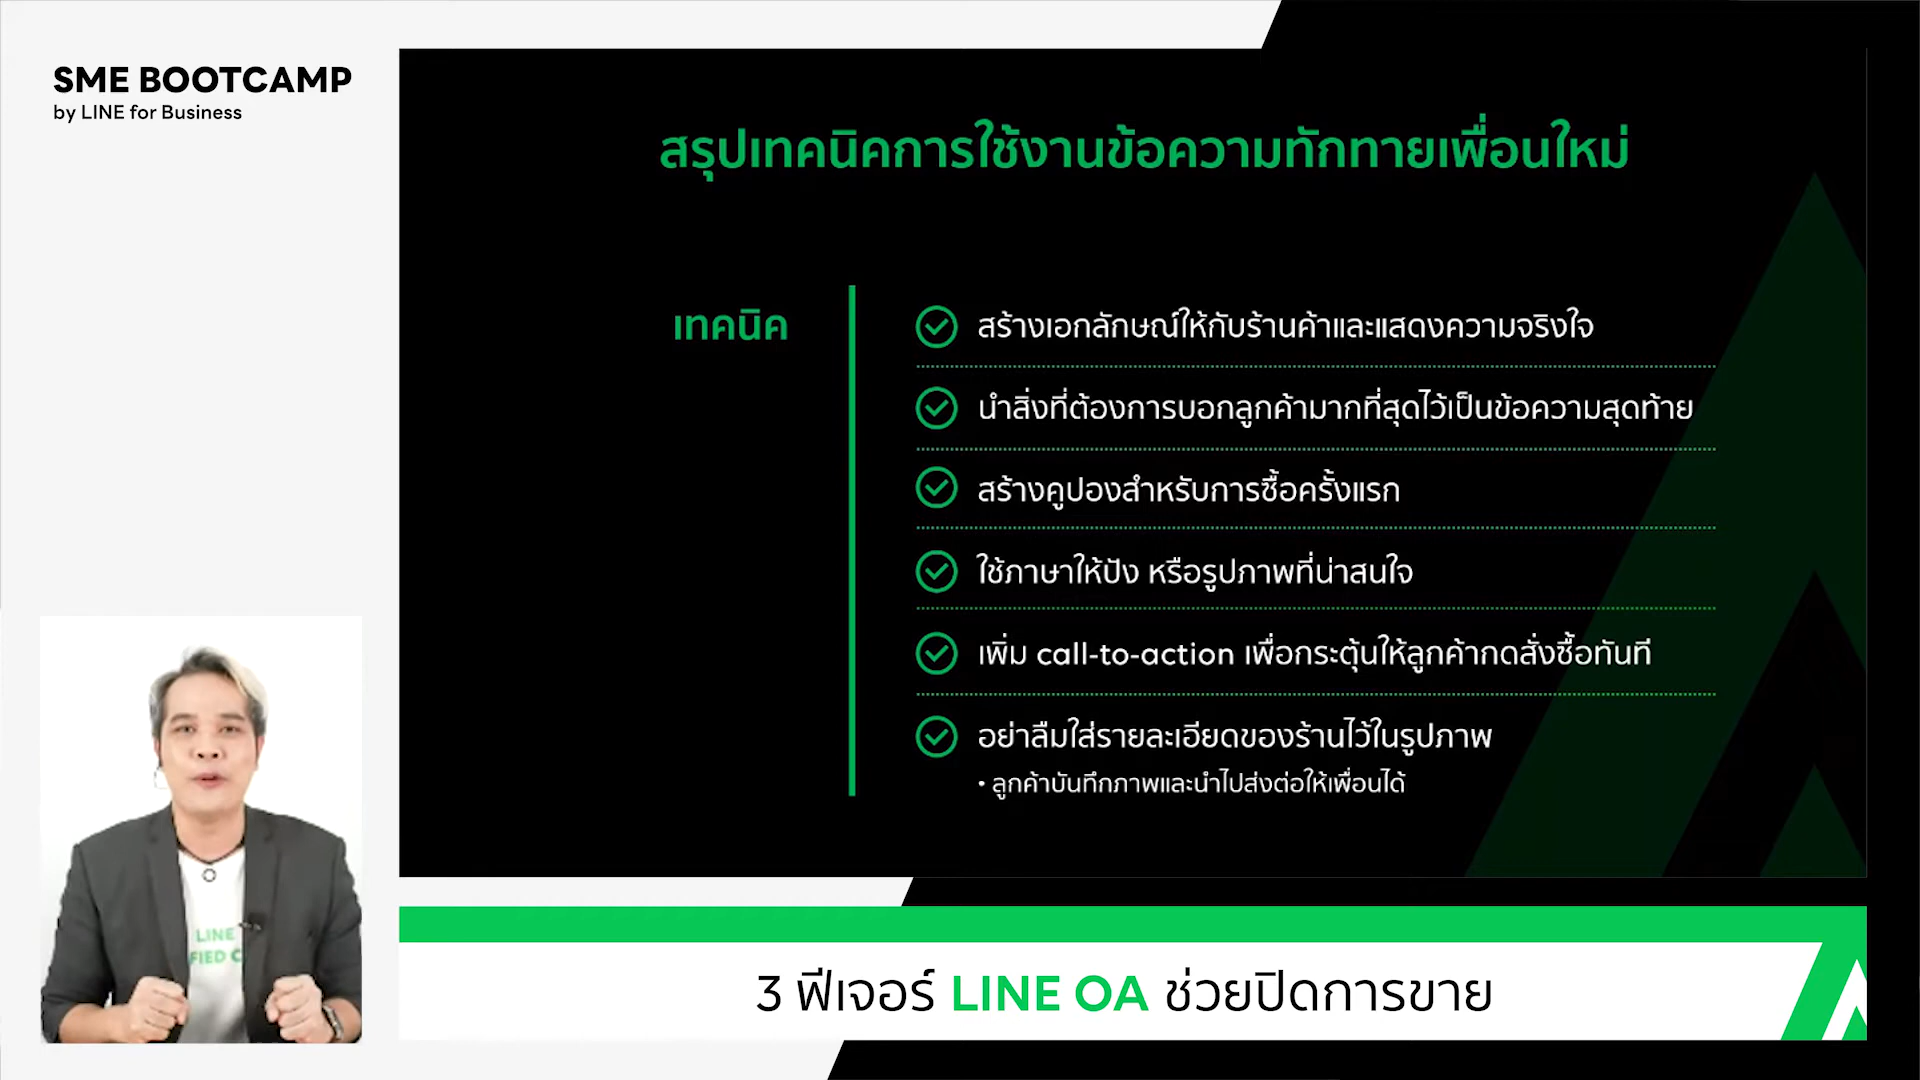 SME BOOTCAMP
by LINE for Business
สรุปเทคนิคการใช้งานข้อความทักทายเพื่อนใหม่
เทคนิค
สร้างเอกลักษณ์ให้กับร้านค้าและแสดงความจริงใจ
นำสิ่งที่ต้องการบอกลูกค้ามากที่สุดไว้เป็นข้อความสุดท้าย
สร้างคูปองสำหรับการซื้อครั้งแรก
ใช้ภาษาให้ปัง หรือรูปภาพที่น่าสนใจ
เพิ่ม call-to-action เพื่อกระตุ้นให้ลูกค้ากดสั่งซื้อทันที
อย่าลืมใส่รายละเอียดของร้านไว้ในรูปภาพ
• ลูกค้าบันทึกภาพและนำไปส่งต่อให้เพื่อนได้
LINE
FIED C
3 ฟีเจอร์ LINE OA ช่วยปิดการขาย